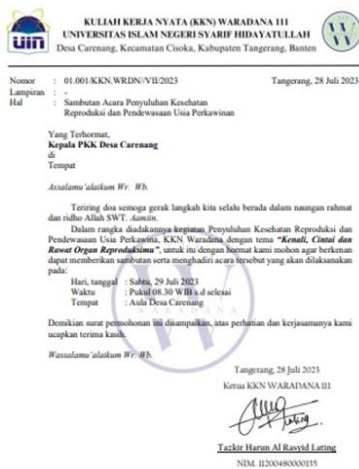 KULIAH KERJA NYATA (KKN) WARADANA 111
UNIVERSITAS ISLAM NEGERI SYARIF HIDAYATULLAH
Desa Carenang, Kecamatan Cisoka, Kabupaten Tangerang, Banten
uin
Nomor : 01.001/KKN.WRDN//VII/2023 Tangerang, 28 Juli 2023
Lampiran : -
Hal : Sambutan Acara Penyuluhan Kesehatan
Reproduksi dan Pendewasaan Usia Perkawinan
Yang Terhormat,
Kepala PKK Desa Carenang
di
Tempat
Assalamu'alaikum Wr. Wb.
Teriring doa semoga gerak langkah kita selalu berada dalam naungan rahmat
dan ridho Allah SWT. Aamiin.
Dalam rangka diadakannya kegiatan Penyuluhan Kesehatan Reproduksi dan
Pendewasaan Usia Perkawina, KKN Waradana dengan tema "Kenali, Cintai dan
Rawat Organ Reproduksimu", untuk itu dengan hormat kami mohon agar berkenan
dapat memberikan sambutan serta menghadiri acara tersebut yang akan dilaksanakan
pada:
Hari, tanggal : Sabtu, 29 Juli 2023
Waktu : Pukul 08.30 WIB s.d selesai
Tempat : Aula Desa Carenang
WARADANA
Demikian surat permohonan ini disampaikan, atas perhatian dan kerjasamanya kami
ucapkan terima kasih.
Wassalamu'alaikum Wr. Wb.
Tangerang, 28 Juli 2023
Ketua KKN WARADANA 111
Tazkir Harun Al Rasyid Lating
NIM. 11200480000135